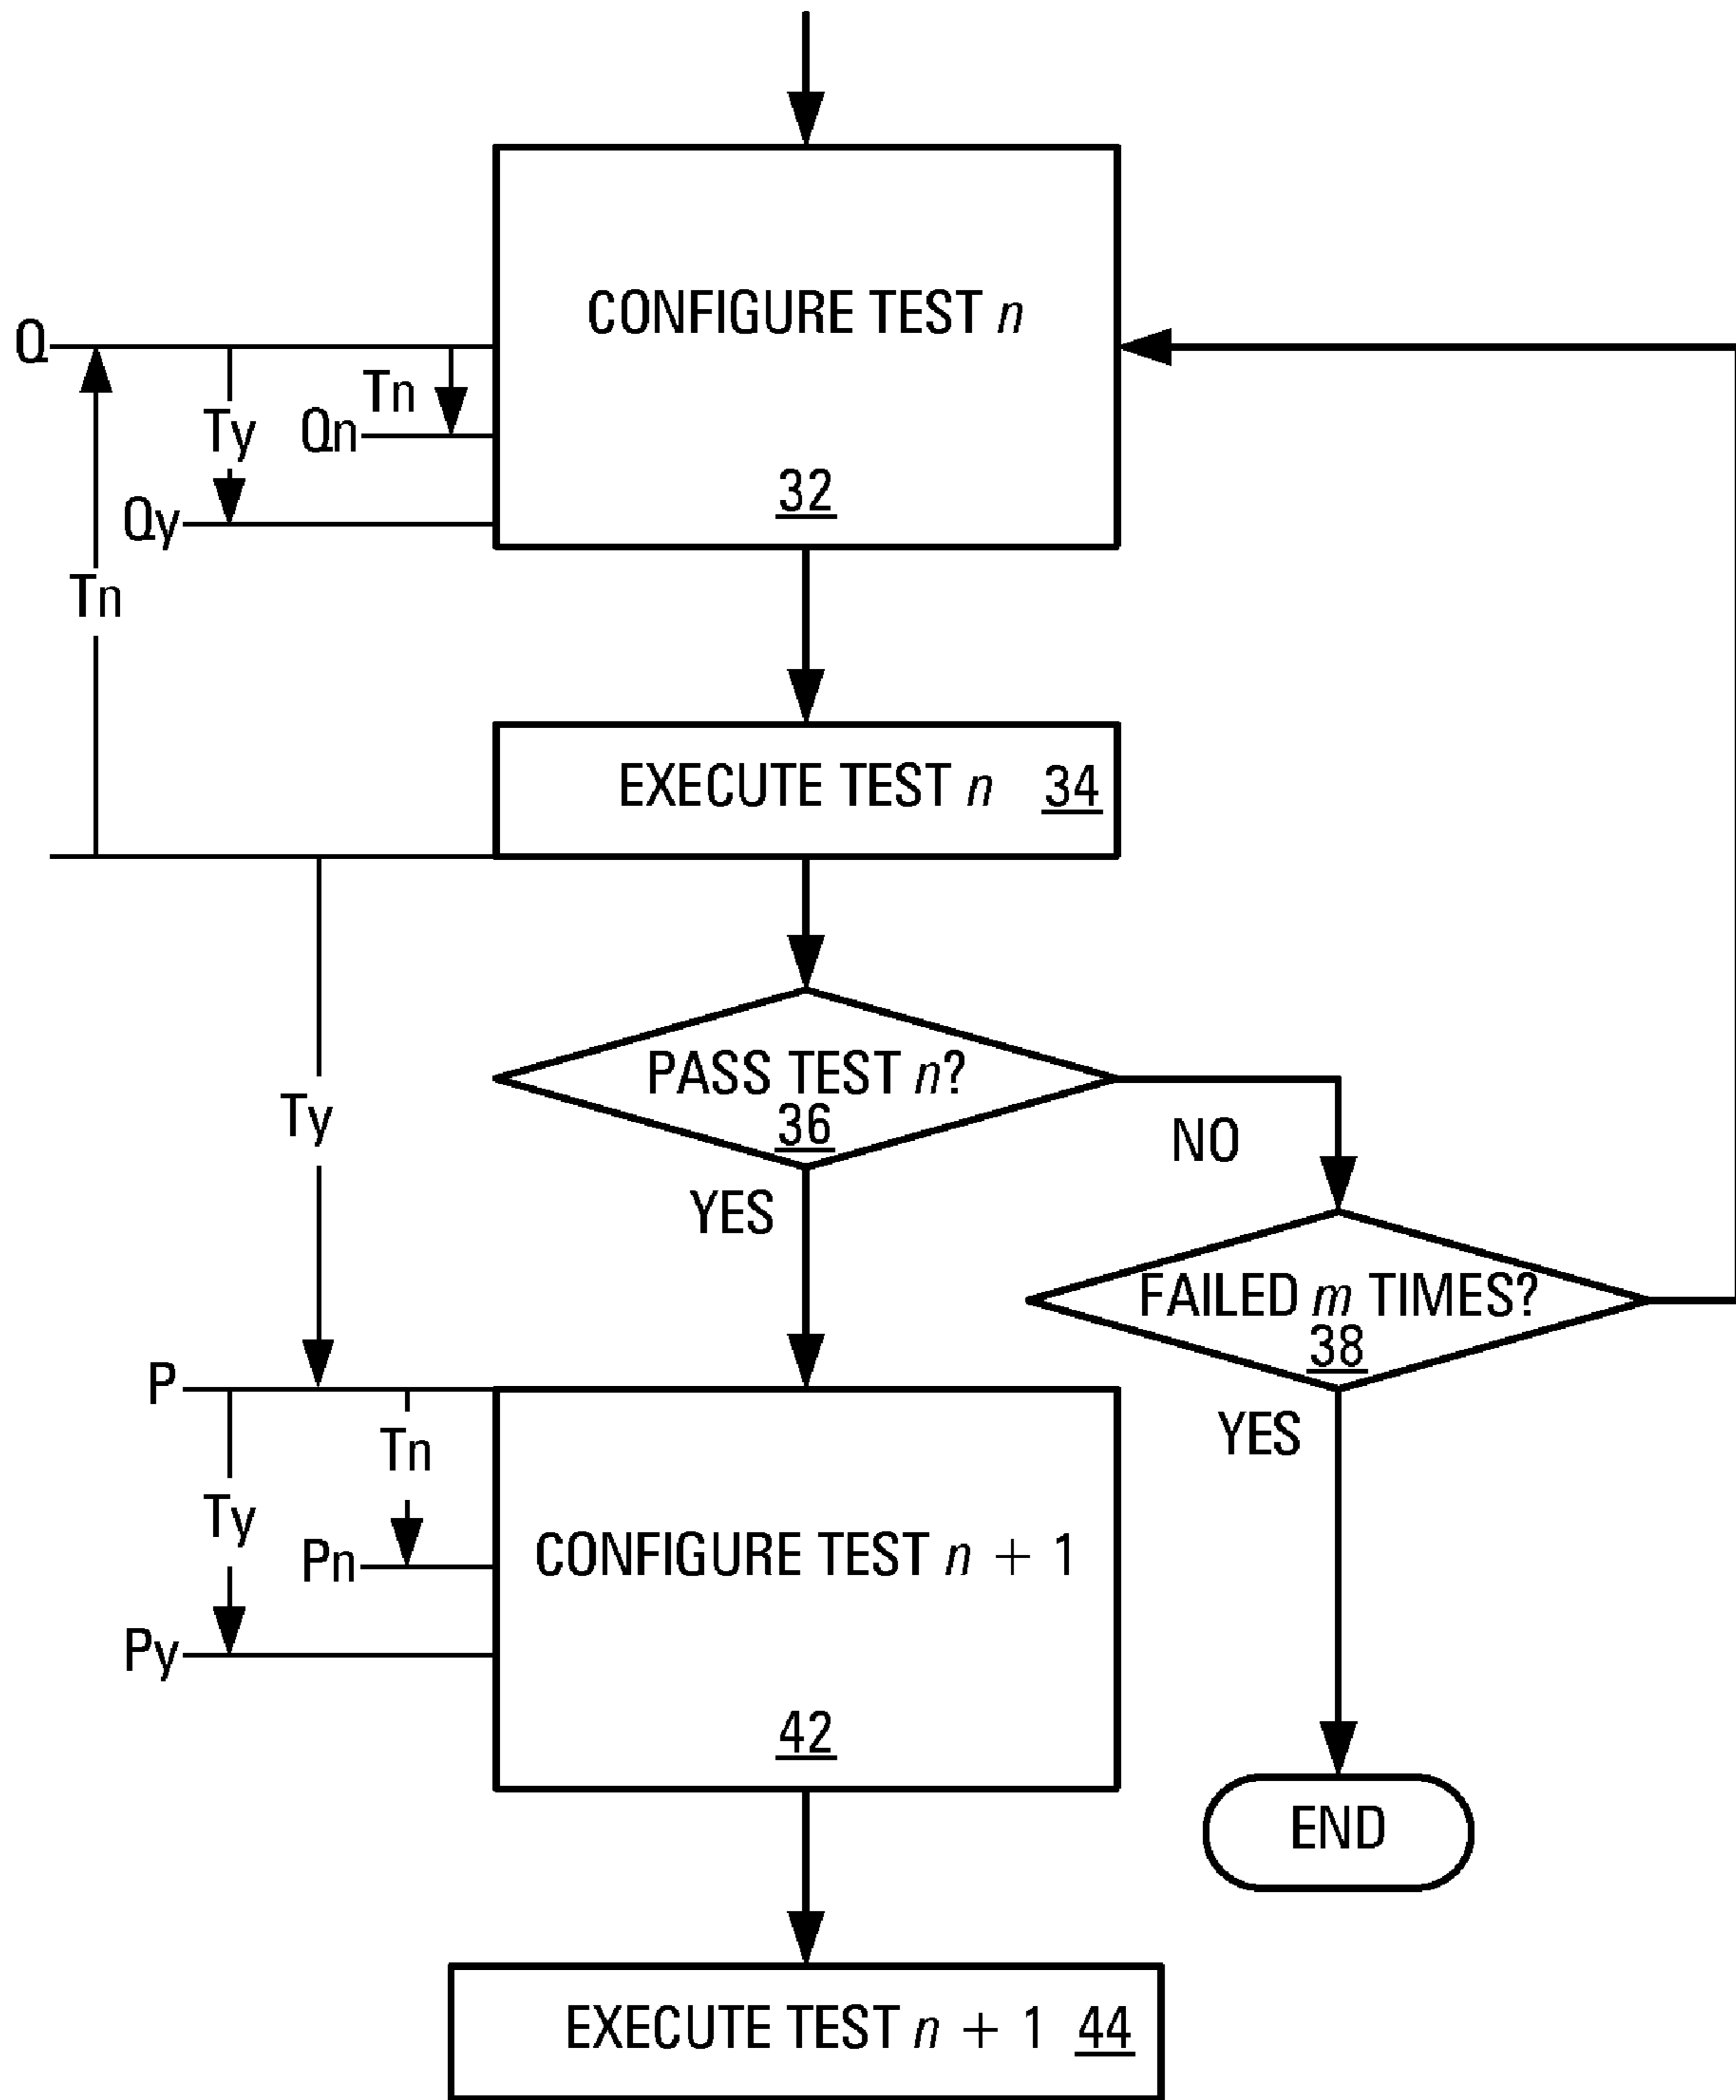 CONFIGURE TEST n
Q
Tn
Ty
Qn
32
Qy
Tn
EXECUTE TEST n 34
PASS TEST n?
36
Ty
NO
YES
FAILED m TIMES?
38
P
YES
Tn
Ty
Pn
CONFIGURE TEST n + 1
Py
42
END
EXECUTE TEST n + 1 44